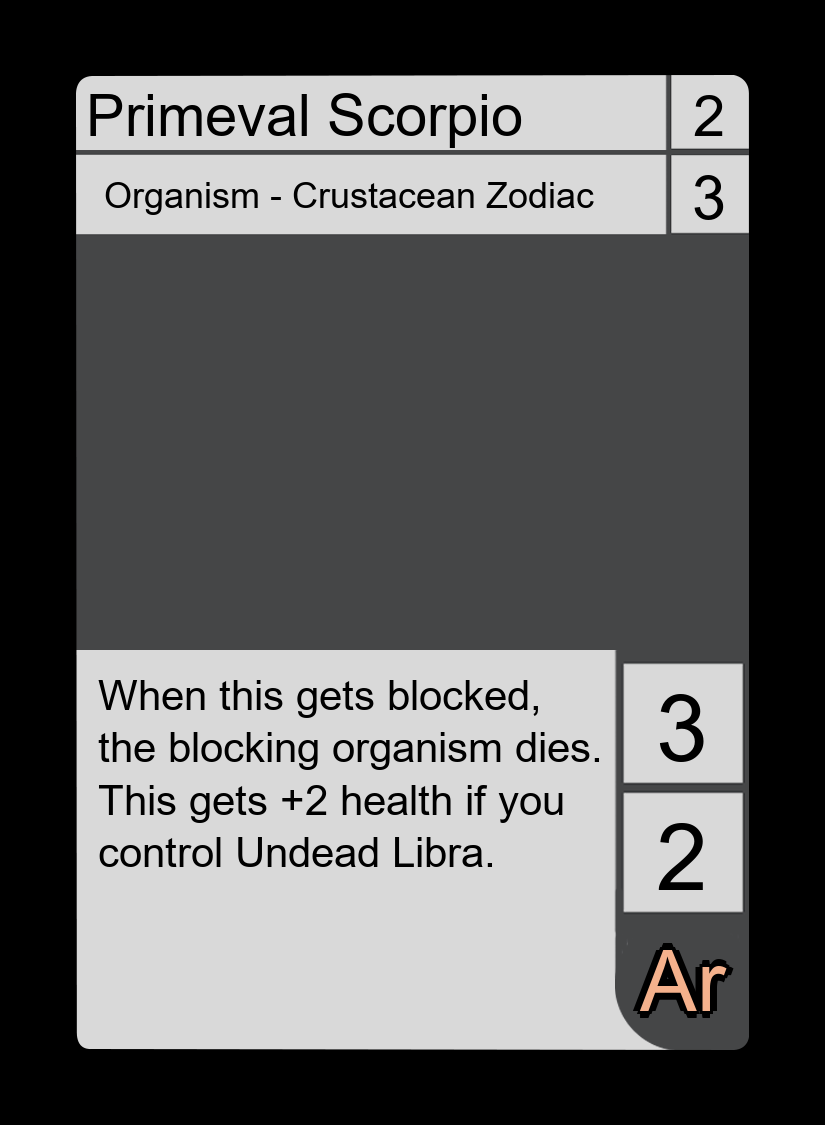 Primeval Scorpio
2
Organism - Crustacean Zodiac
3
When this gets blocked,
the blocking organism dies.
This gets +2 health if you
control Undead Libra.
3
2
Ar